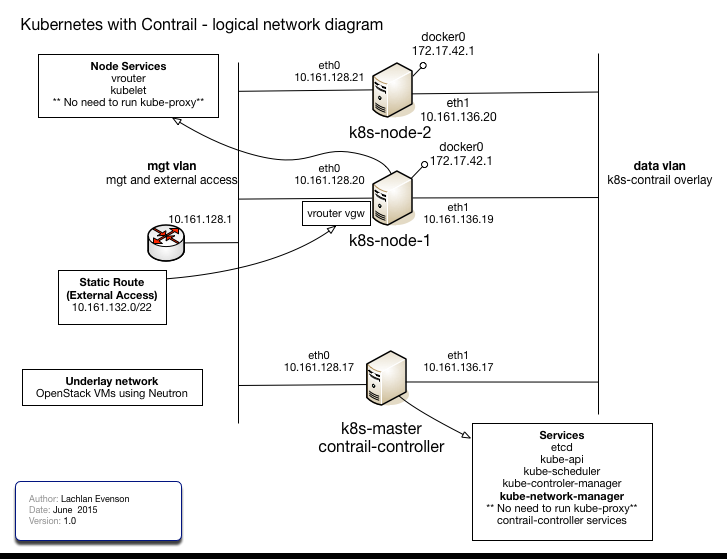 Kubernetes with Contrail - logical network diagram
docker0
172.17.42.1
Node Services
vrouter
kubelet
** No need to run kube-proxy**
eth0
10.161.128.21
eth1
10.161.136.20
k8s-node-2
docker0
172.17.42.1
mgt vlan
mgt and external access
eth0
10.161.128.20
data vlan
k8s-contrail overlay
vrouter vgw
eth1
10.161.136.19
10.161.128.1
k8s-node-1
Static Route
(External Access)
10.161.132.0/22
eth0
10.161.128.17
eth1
10.161.136.17
Underlay network
OpenStack VMs using Neutron
k8s-master
contrail-controller
Services
etcd
kube-api
kube-scheduler
kube-controler-manager
kube-network-manager
** No need to run kube-proxy**
contrail-controller services
Author: Lachlan Evenson
Date: June 2015
Version: 1.0